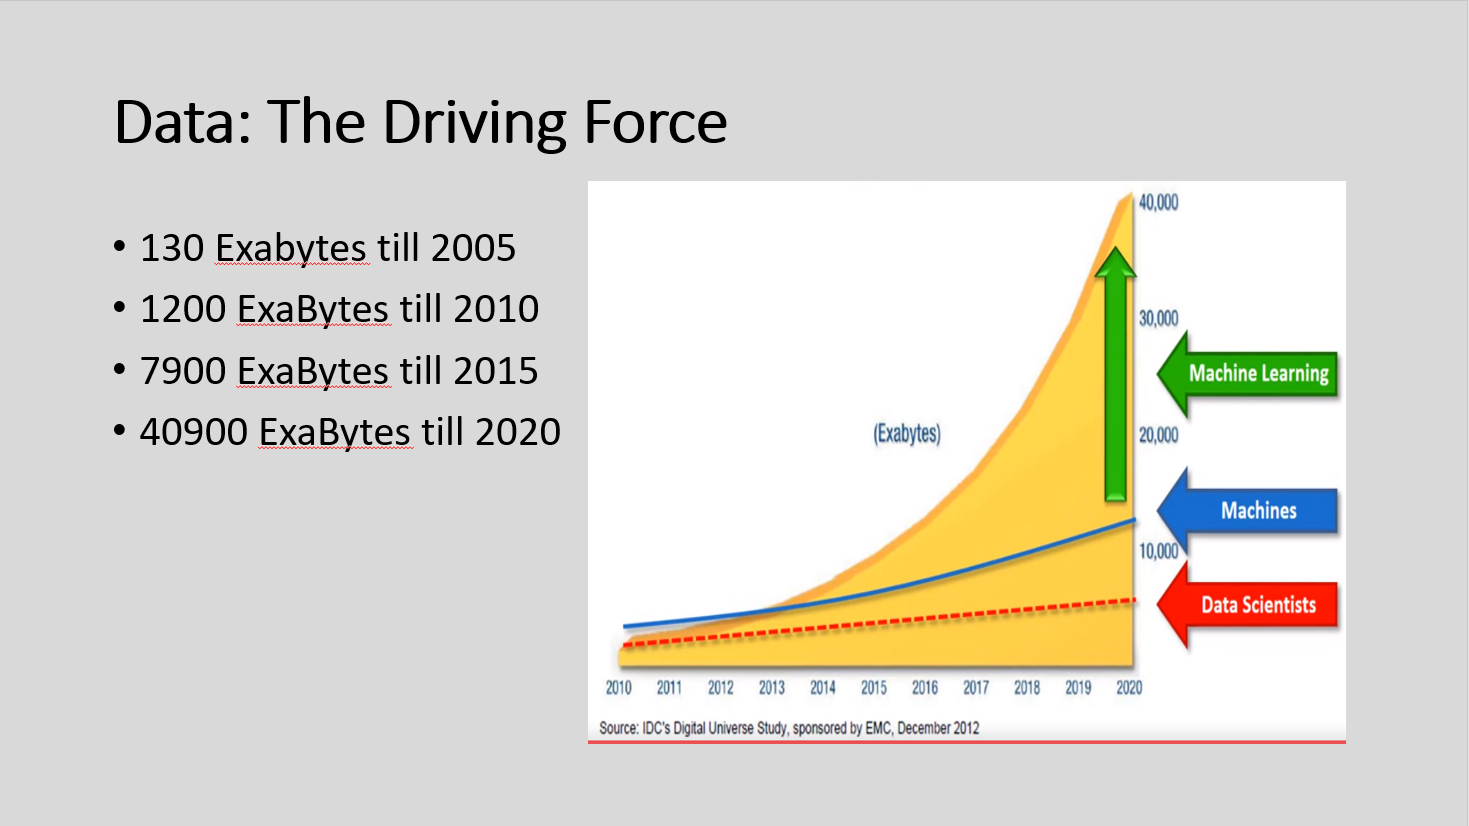 Data: The Driving Force
• 130 Exabytes till 2005
• 1200 ExaBytes till 2010
• 7900 ExaBytes till 2015
• 40900 ExaBytes till 2020
40,000
30,000
Machine Learning
(Exabytes)
20,000
Machines
10,000
Data Scientists
2010 2011 2012 2013 2014 2015 2016 2017 2018 2019 2020
Source: IDC's Digital Universe Study, sponsored by EMC, December 2012